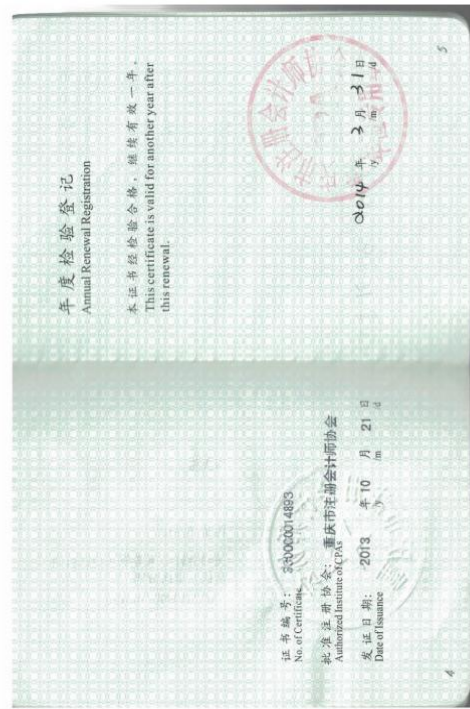 证书编号： 330000014893
No. of Certificate
批准注册协会：重庆市注册会计师协会
Authorized Institute of CPAs
发证日期： 2013 年 10 月 21 日
Date of Issuance /y /m /d
4
年度检验登记
Annual Renewal Registration
本证书经检验合格，继续有效一年。
This certificate is valid for another year after
this renewal.
2014 年 3 月 31 日
/y /m /d
5